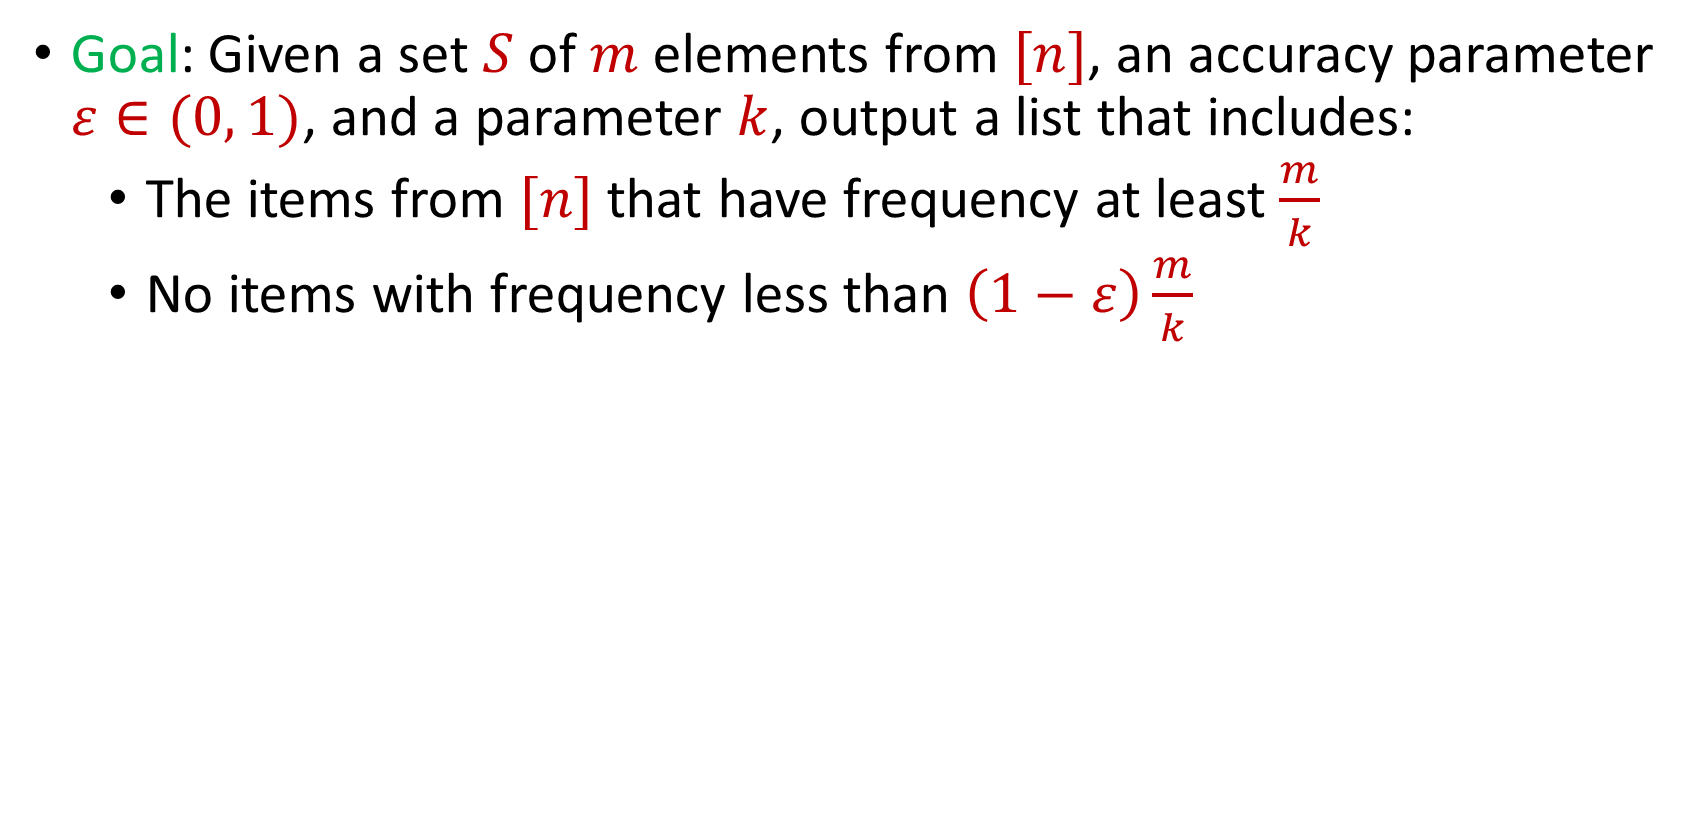 • Goal: Given a set S of m elements from [n], an accuracy parameter
ε ∈ (0, 1), and a parameter k, output a list that includes:
• The items from [n] that have frequency at least m/k
• No items with frequency less than (1 − ε) m/k